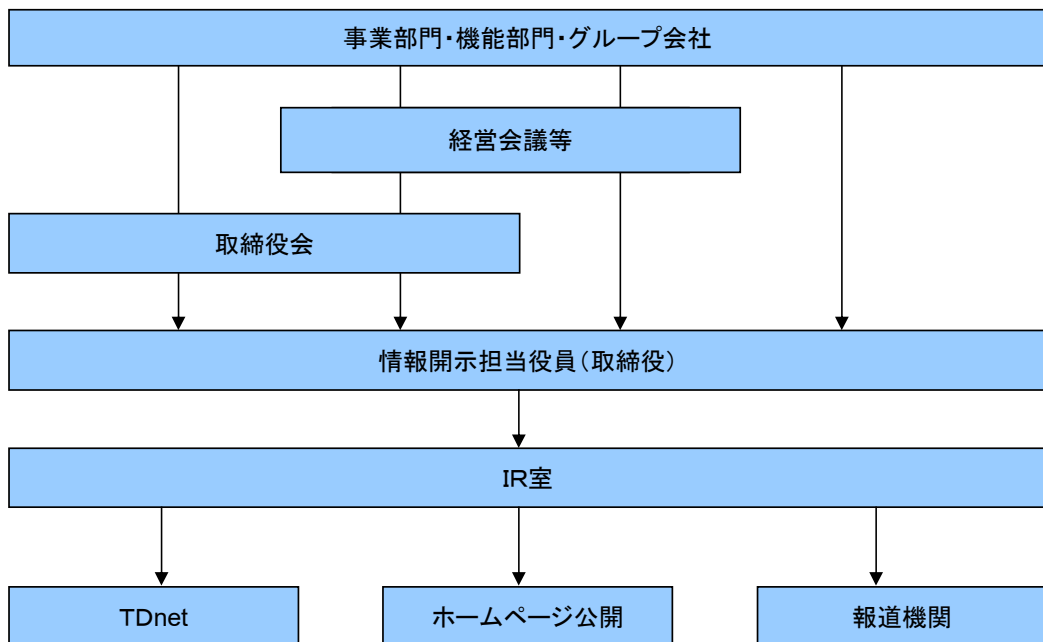 事業部門・機能部門・グループ会社
経営会議等
取締役会
情報開示担当役員（取締役）
IR室
TDnet
ホームページ公開
報道機関